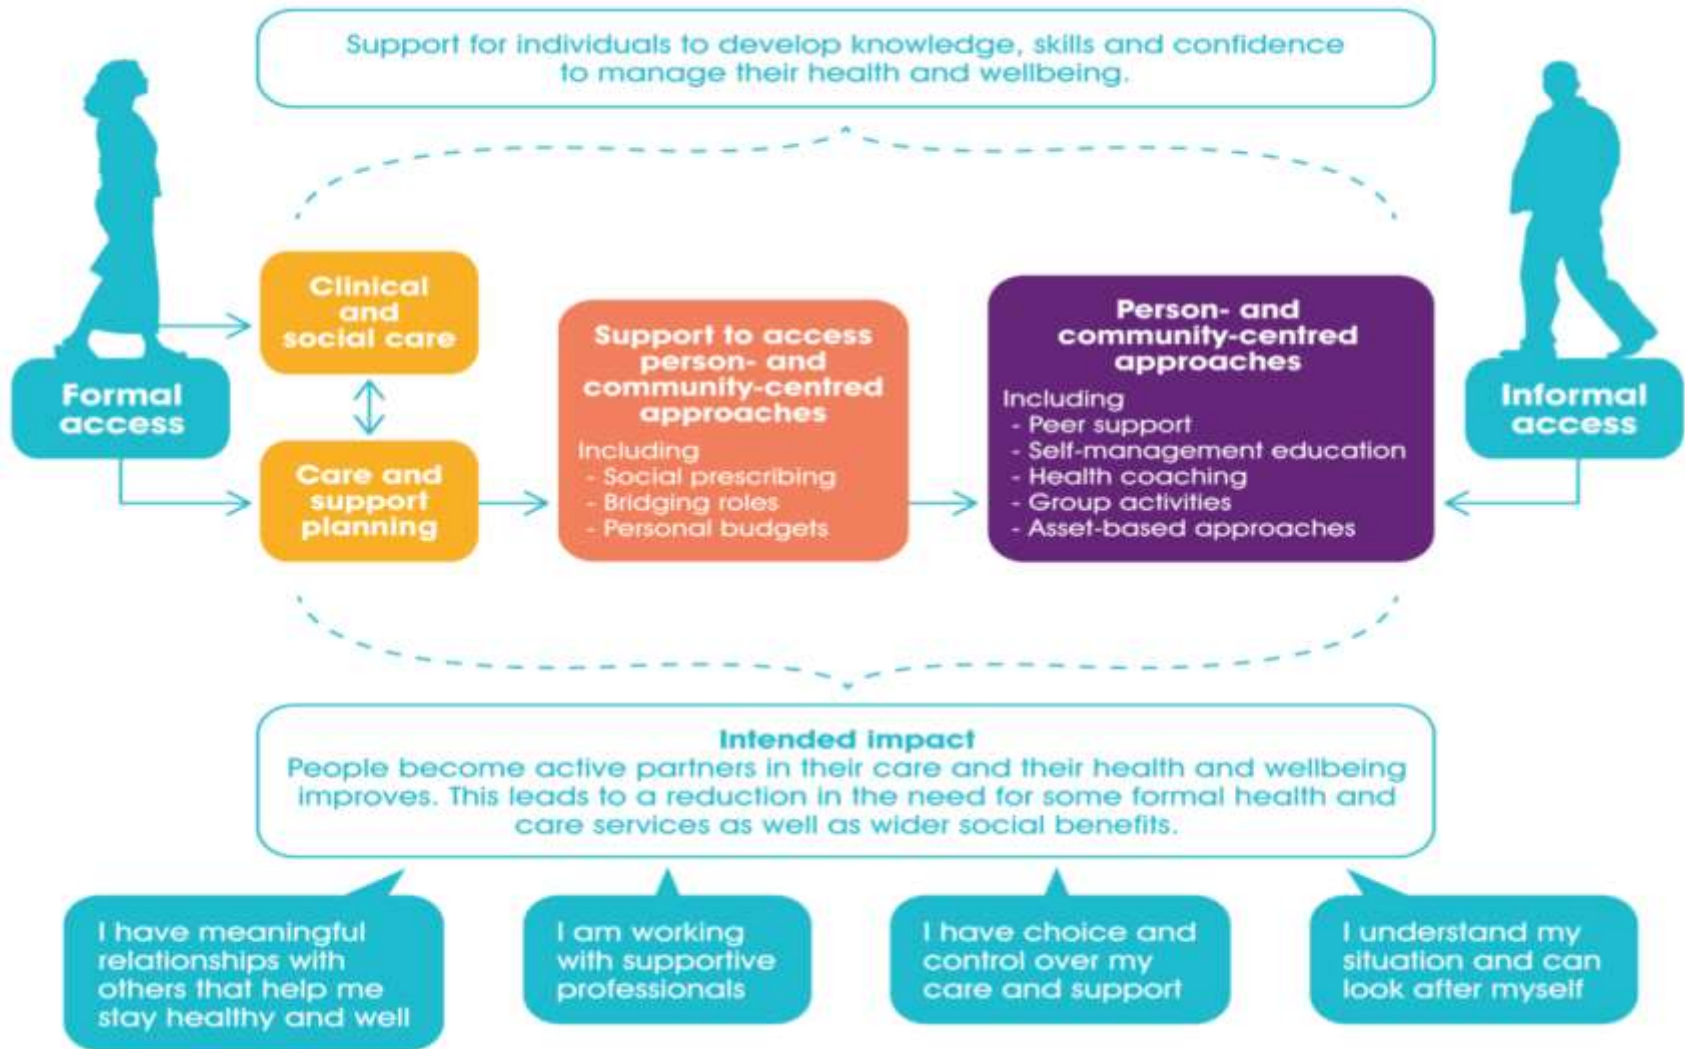 Support for individuals to develop knowledge, skills and confidence
to manage their health and wellbeing.
Formal
access
Clinical
and
social care
Care and
support
planning
Support to access
person- and
community-centred
approaches
Including
- Social prescribing
- Bridging roles
- Personal budgets
Person- and
community-centred
approaches
Including
- Peer support
- Self-management education
- Health coaching
- Group activities
- Asset-based approaches
Informal
access
Intended impact
People become active partners in their care and their health and wellbeing
improves. This leads to a reduction in the need for some formal health and
care services as well as wider social benefits.
I have meaningful
relationships with
others that help me
stay healthy and well
I am working
with supportive
professionals
I have choice and
control over my
care and support
I understand my
situation and can
look after myself